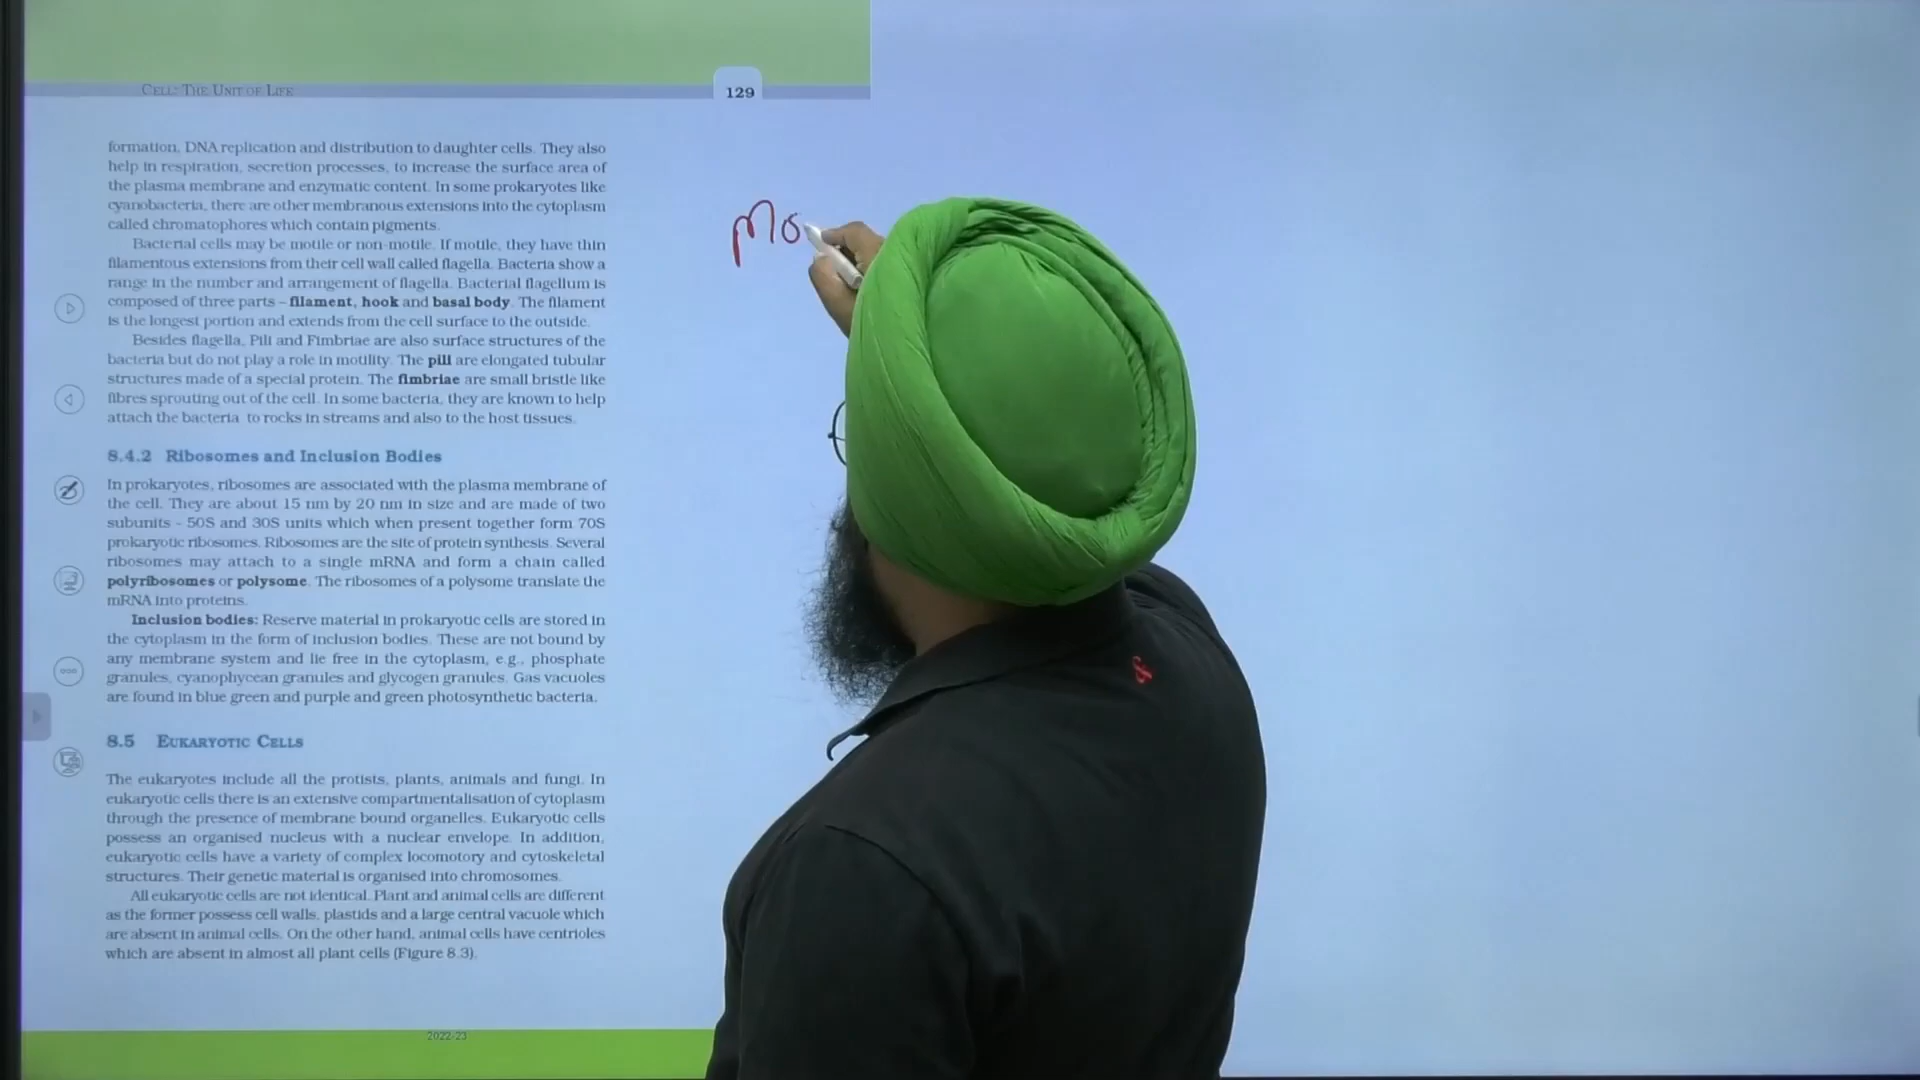 CELL: THE UNIT OF LIFE
129
formation, DNA replication and distribution to daughter cells. They also
help in respiration, secretion processes, to increase the surface area of
the plasma membrane and enzymatic content. In some prokaryotes like
cyanobacteria, there are other membranous extensions into the cytoplasm
called chromatophores which contain pigments.
Bacterial cells may be motile or non-motile. If motile, they have thin
filamentous extensions from their cell wall called flagella. Bacteria show a
range in the number and arrangement of flagella. Bacterial flagellum is
composed of three parts – filament, hook and basal body. The filament
is the longest portion and extends from the cell surface to the outside.
Besides flagella, Pili and Fimbriae are also surface structures of the
bacteria but do not play a role in motility. The pili are elongated tubular
structures made of a special protein. The fimbriae are small bristle like
fibres sprouting out of the cell. In some bacteria, they are known to help
attach the bacteria to rocks in streams and also to the host tissues.
8.4.2 Ribosomes and Inclusion Bodies
In prokaryotes, ribosomes are associated with the plasma membrane of
the cell. They are about 15 nm by 20 nm in size and are made of two
subunits - 50S and 30S units which when present together form 70S
prokaryotic ribosomes. Ribosomes are the site of protein synthesis. Several
ribosomes may attach to a single mRNA and form a chain called
polyribosomes or polysome. The ribosomes of a polysome translate the
mRNA into proteins.
Inclusion bodies: Reserve material in prokaryotic cells are stored in
the cytoplasm in the form of inclusion bodies. These are not bound by
any membrane system and lie free in the cytoplasm, e.g., phosphate
granules, cyanophycean granules and glycogen granules. Gas vacuoles
are found in blue green and purple and green photosynthetic bacteria.
8.5 EUKARYOTIC CELLS
The eukaryotes include all the protists, plants, animals and fungi. In
eukaryotic cells there is an extensive compartmentalisation of cytoplasm
through the presence of membrane bound organelles. Eukaryotic cells
possess an organised nucleus with a nuclear envelope. In addition,
eukaryotic cells have a variety of complex locomotory and cytoskeletal
structures. Their genetic material is organised into chromosomes.
All eukaryotic cells are not identical. Plant and animal cells are different
as the former possess cell walls, plastids and a large central vacuole which
are absent in animal cells. On the other hand, animal cells have centrioles
which are absent in almost all plant cells (Figure 8.3).
2022-23
Mo
&